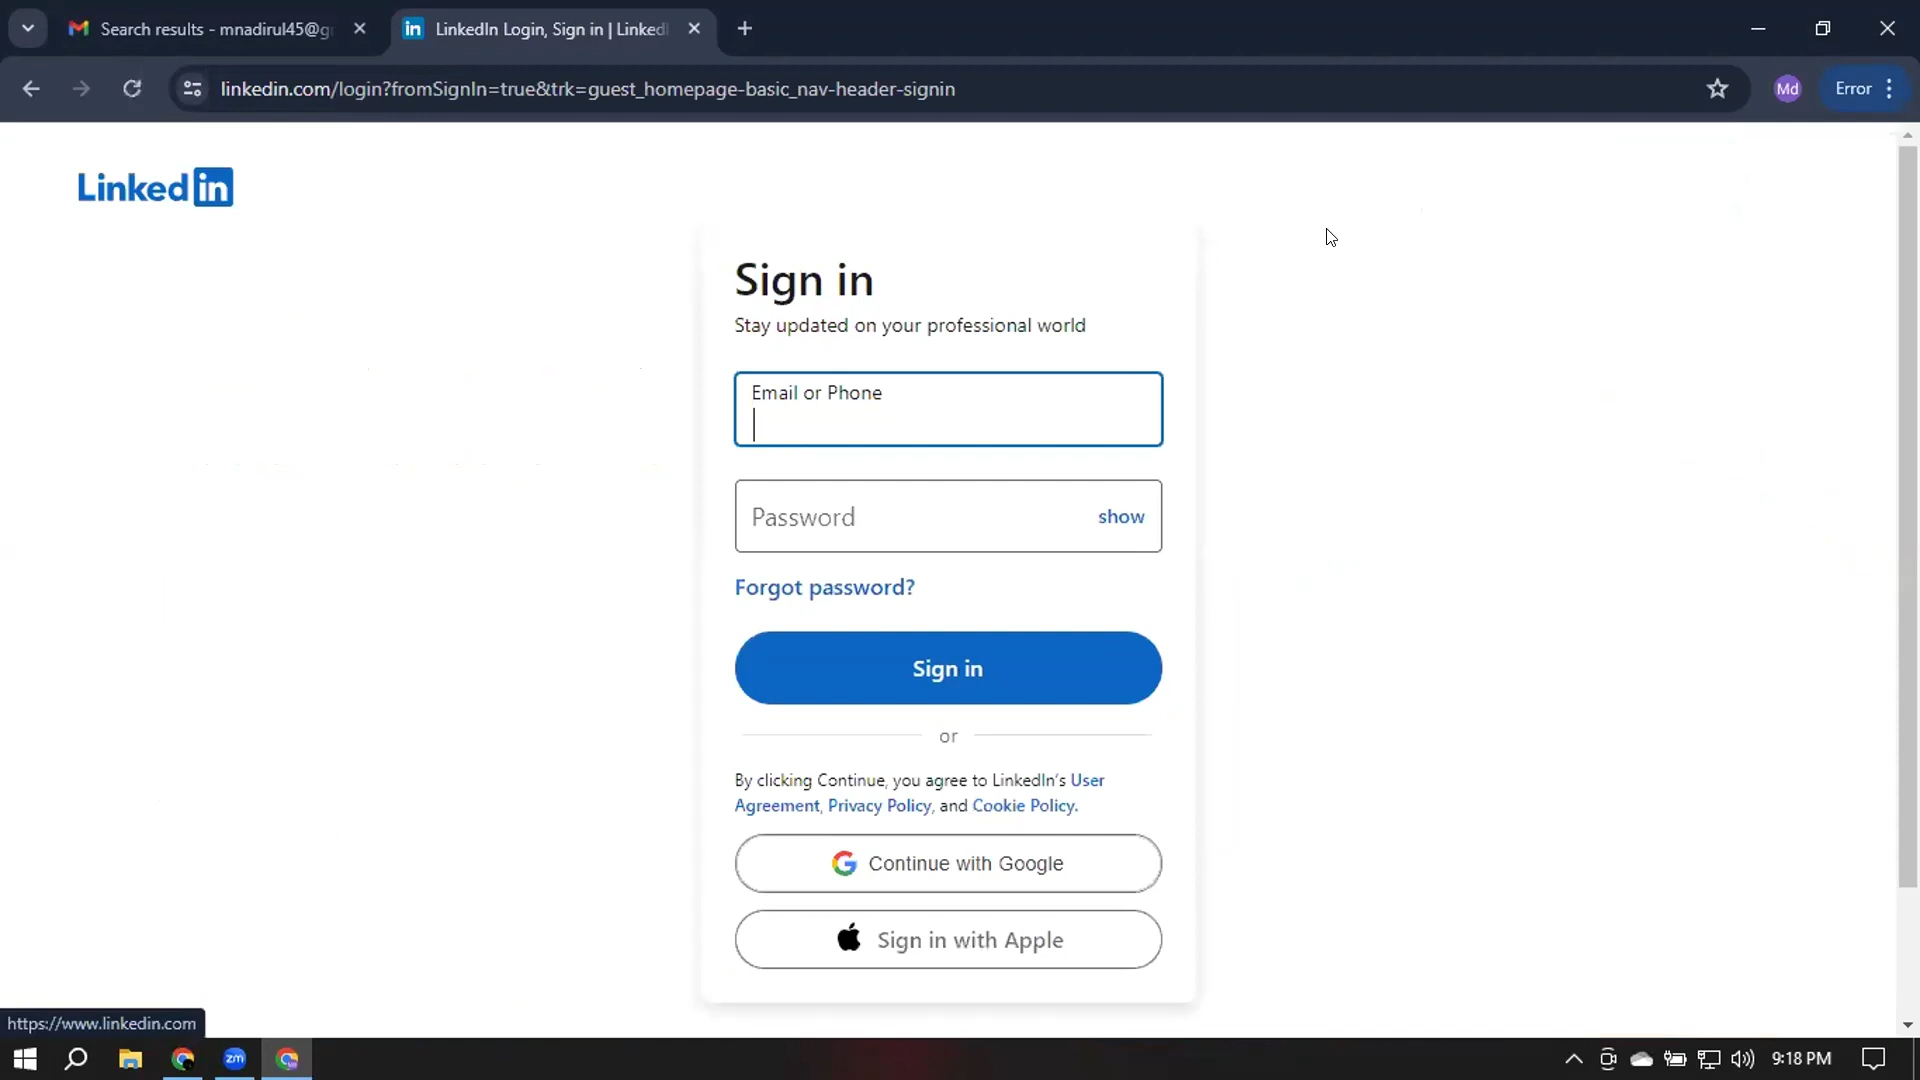 Search results - mnadirul45@g
LinkedIn Login, Sign in | Linked
linkedin.com/login?fromSignIn=true&trk=guest_homepage-basic_nav-header-signin
Md
Error
Linked in
Sign in
Stay updated on your professional world
Email or Phone
Password
show
Forgot password?
Sign in
or
By clicking Continue, you agree to LinkedIn's User
Agreement, Privacy Policy, and Cookie Policy.
Continue with Google
Sign in with Apple
https://www.linkedin.com
zm
9:18 PM